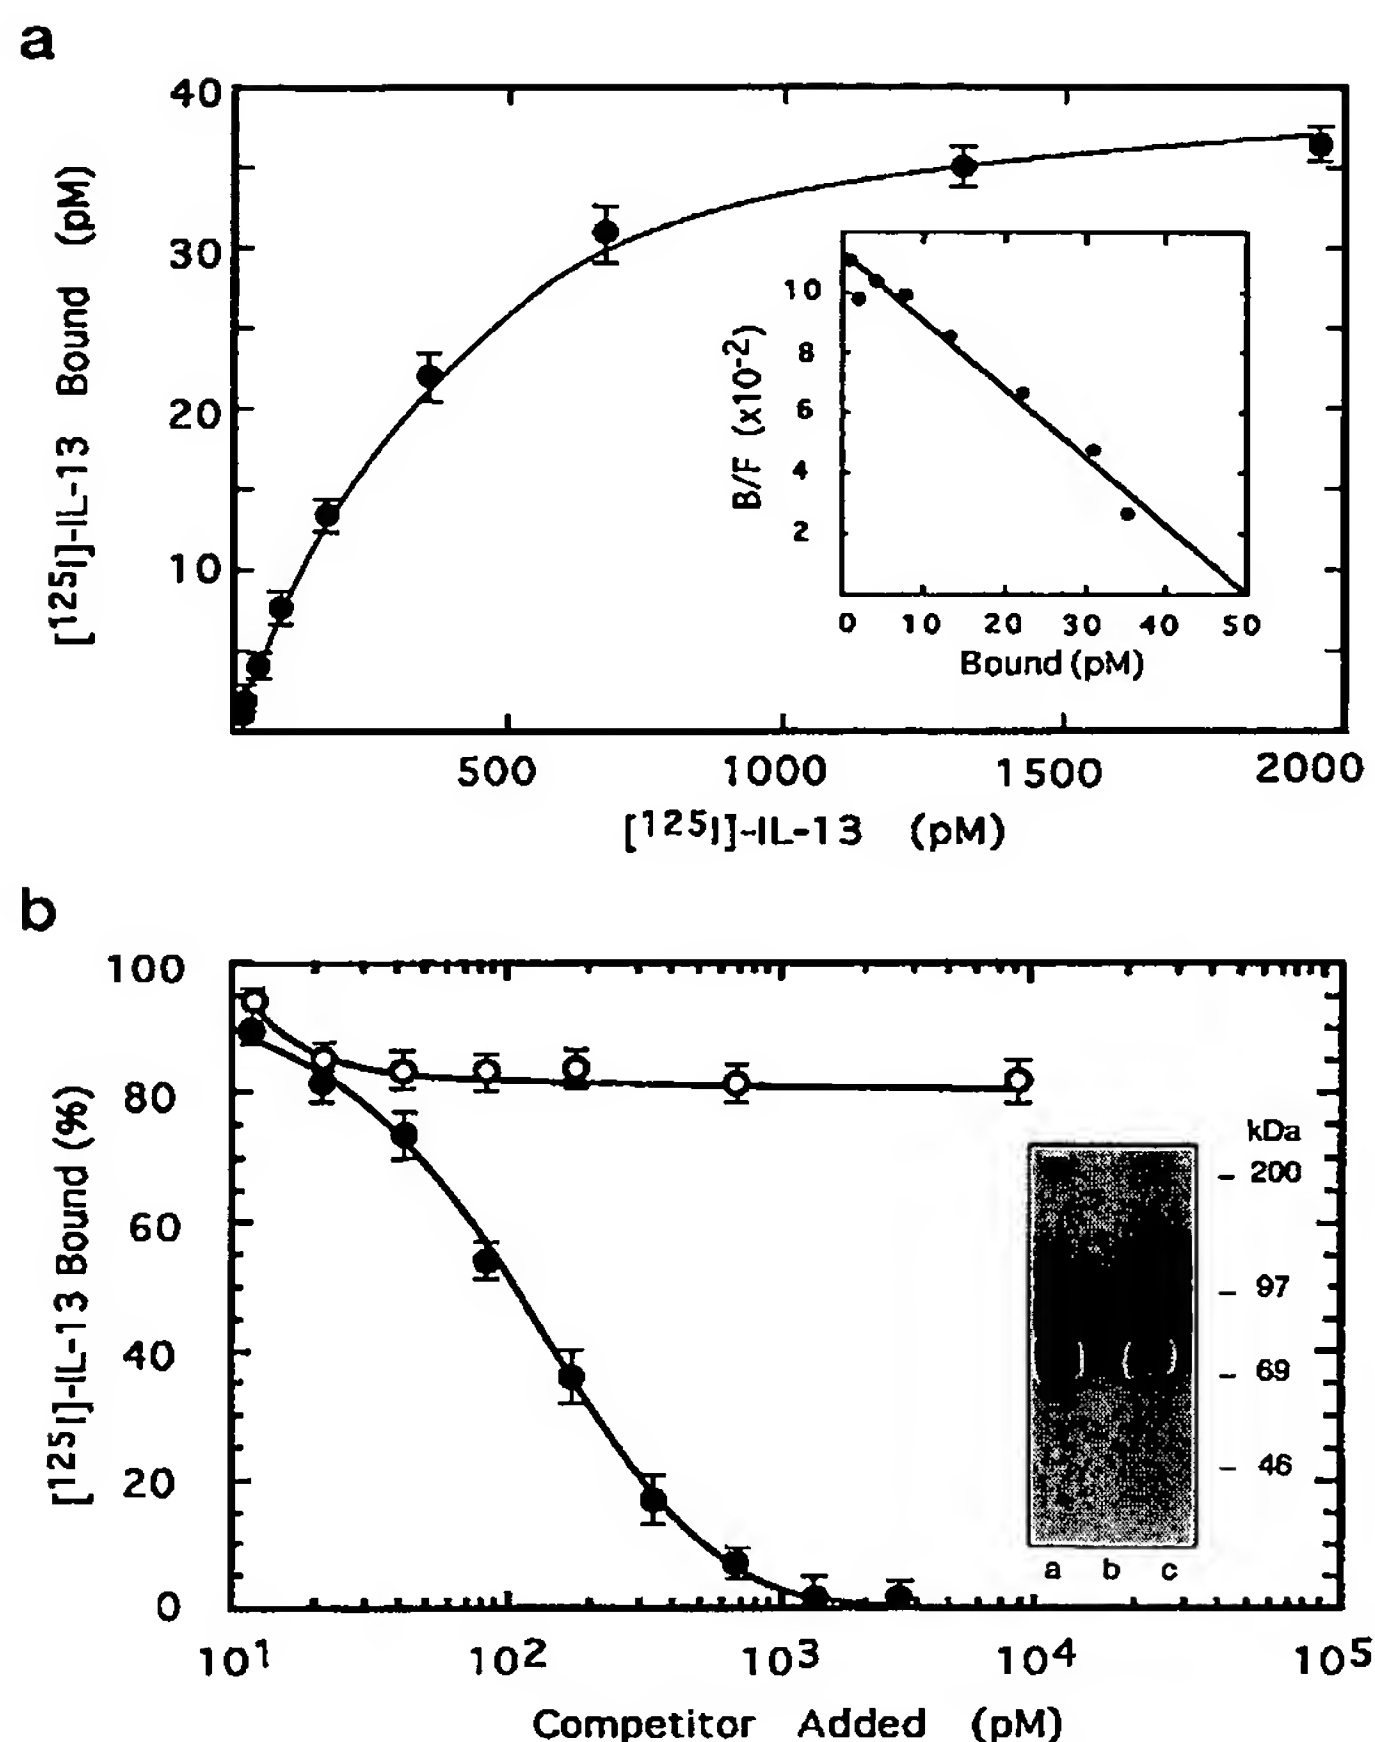 a
40
30
20
10
[125I]-IL-13 Bound (pM)
500 1000 1500 2000
[125I]-IL-13 (pM)
10
8
6
4
2
B/F (x10-2)
0 10 20 30 40 50
Bound (pM)
b
100
80
60
40
20
0
[125I]-IL-13 Bound (%)
101 102 103 104 105
Competitor Added (pM)
kDa
- 200
- 97
- 69
- 46
a b c